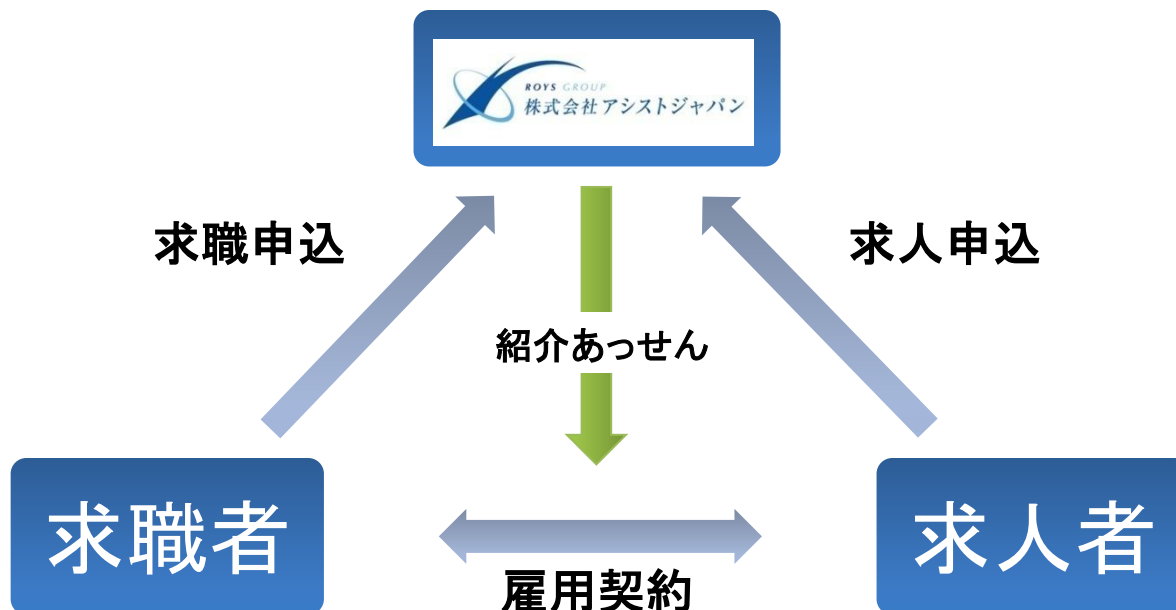 ROYS GROUP
株式会社アシストジャパン
求職申込
求人申込
紹介あっせん
求職者
求人者
雇用契約